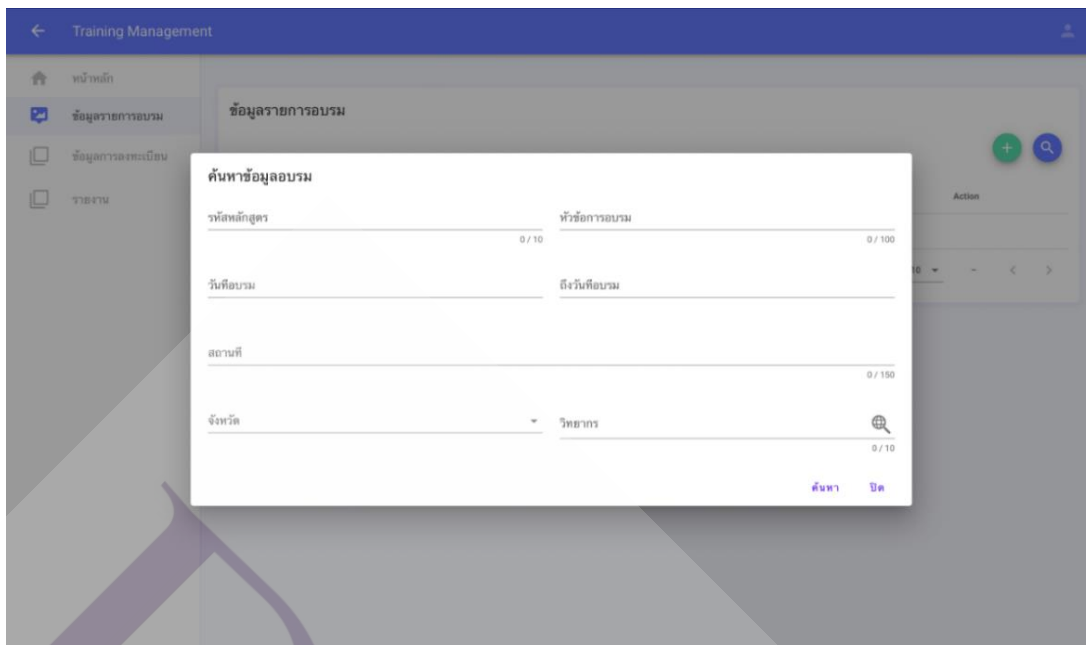 Training Management
หน้าหลัก
ข้อมูลรายการอบรม
ข้อมูลการลงทะเบียน
รายงาน
ข้อมูลรายการอบรม
Action
10
ค้นหาข้อมูลอบรม
รหัสหลักสูตร
0 / 10
หัวข้อการอบรม
0 / 100
วันที่อบรม
ถึงวันที่อบรม
สถานที่
0 / 150
จังหวัด
วิทยากร
0 / 10
ค้นหา ปิด